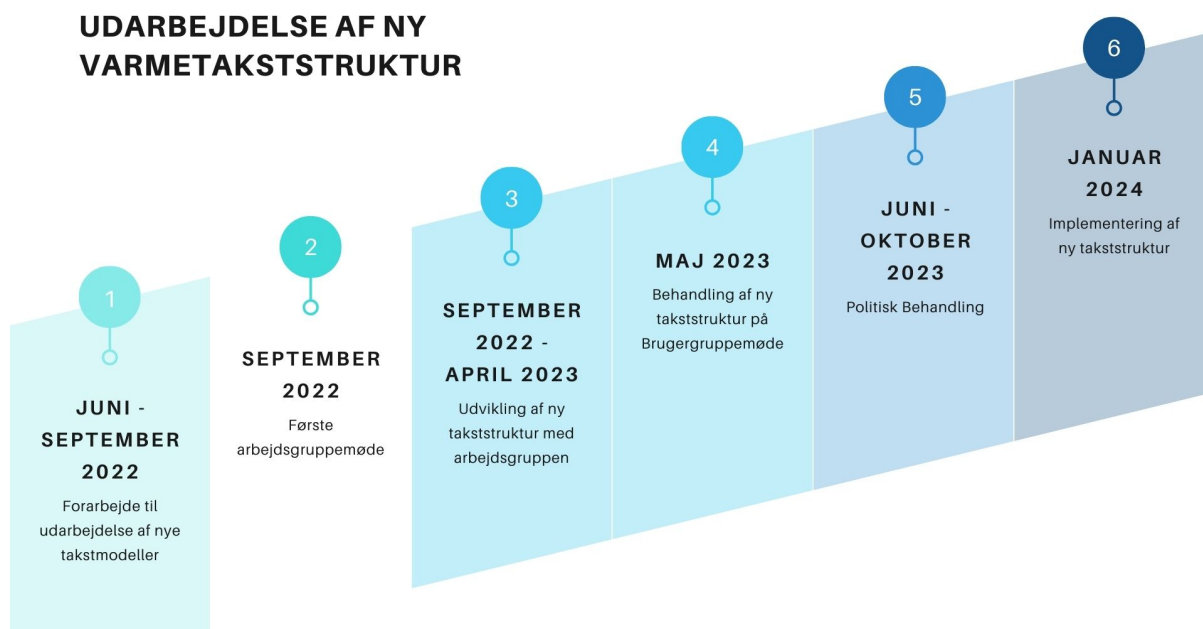 UDARBEJDELSE AF NY
VARMETAKSTSTRUKTUR
1
JUNI -
SEPTEMBER
2022
Forarbejde til
udarbejdelse af nye
takstmodeller
2
SEPTEMBER
2022
Første
arbejdsgruppemøde
3
SEPTEMBER
2022 -
APRIL 2023
Udvikling af ny
takststruktur med
arbejdsgruppen
4
MAJ 2023
Behandling af ny
takststruktur på
Brugergruppemøde
5
JUNI -
OKTOBER
2023
Politisk Behandling
6
JANUAR
2024
Implementering af
ny takststruktur